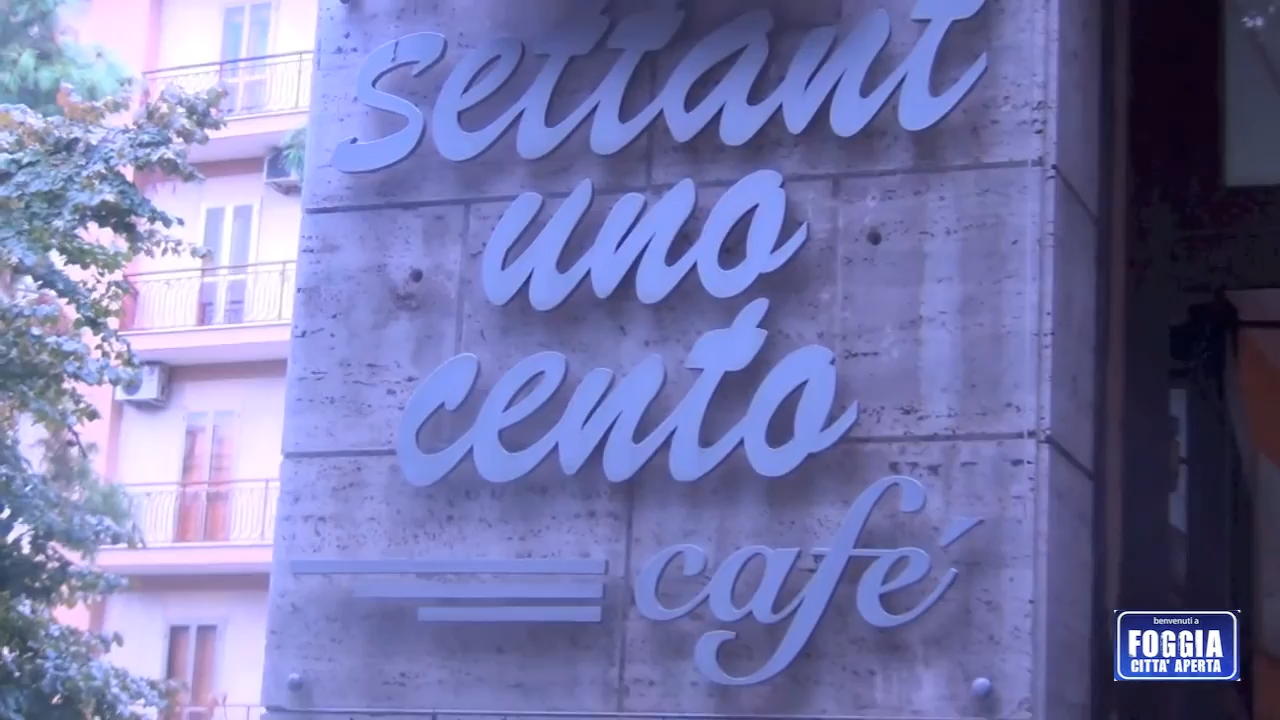 settant
uno
cento
café
benvenuti a
FOGGIA
CITTA' APERTA